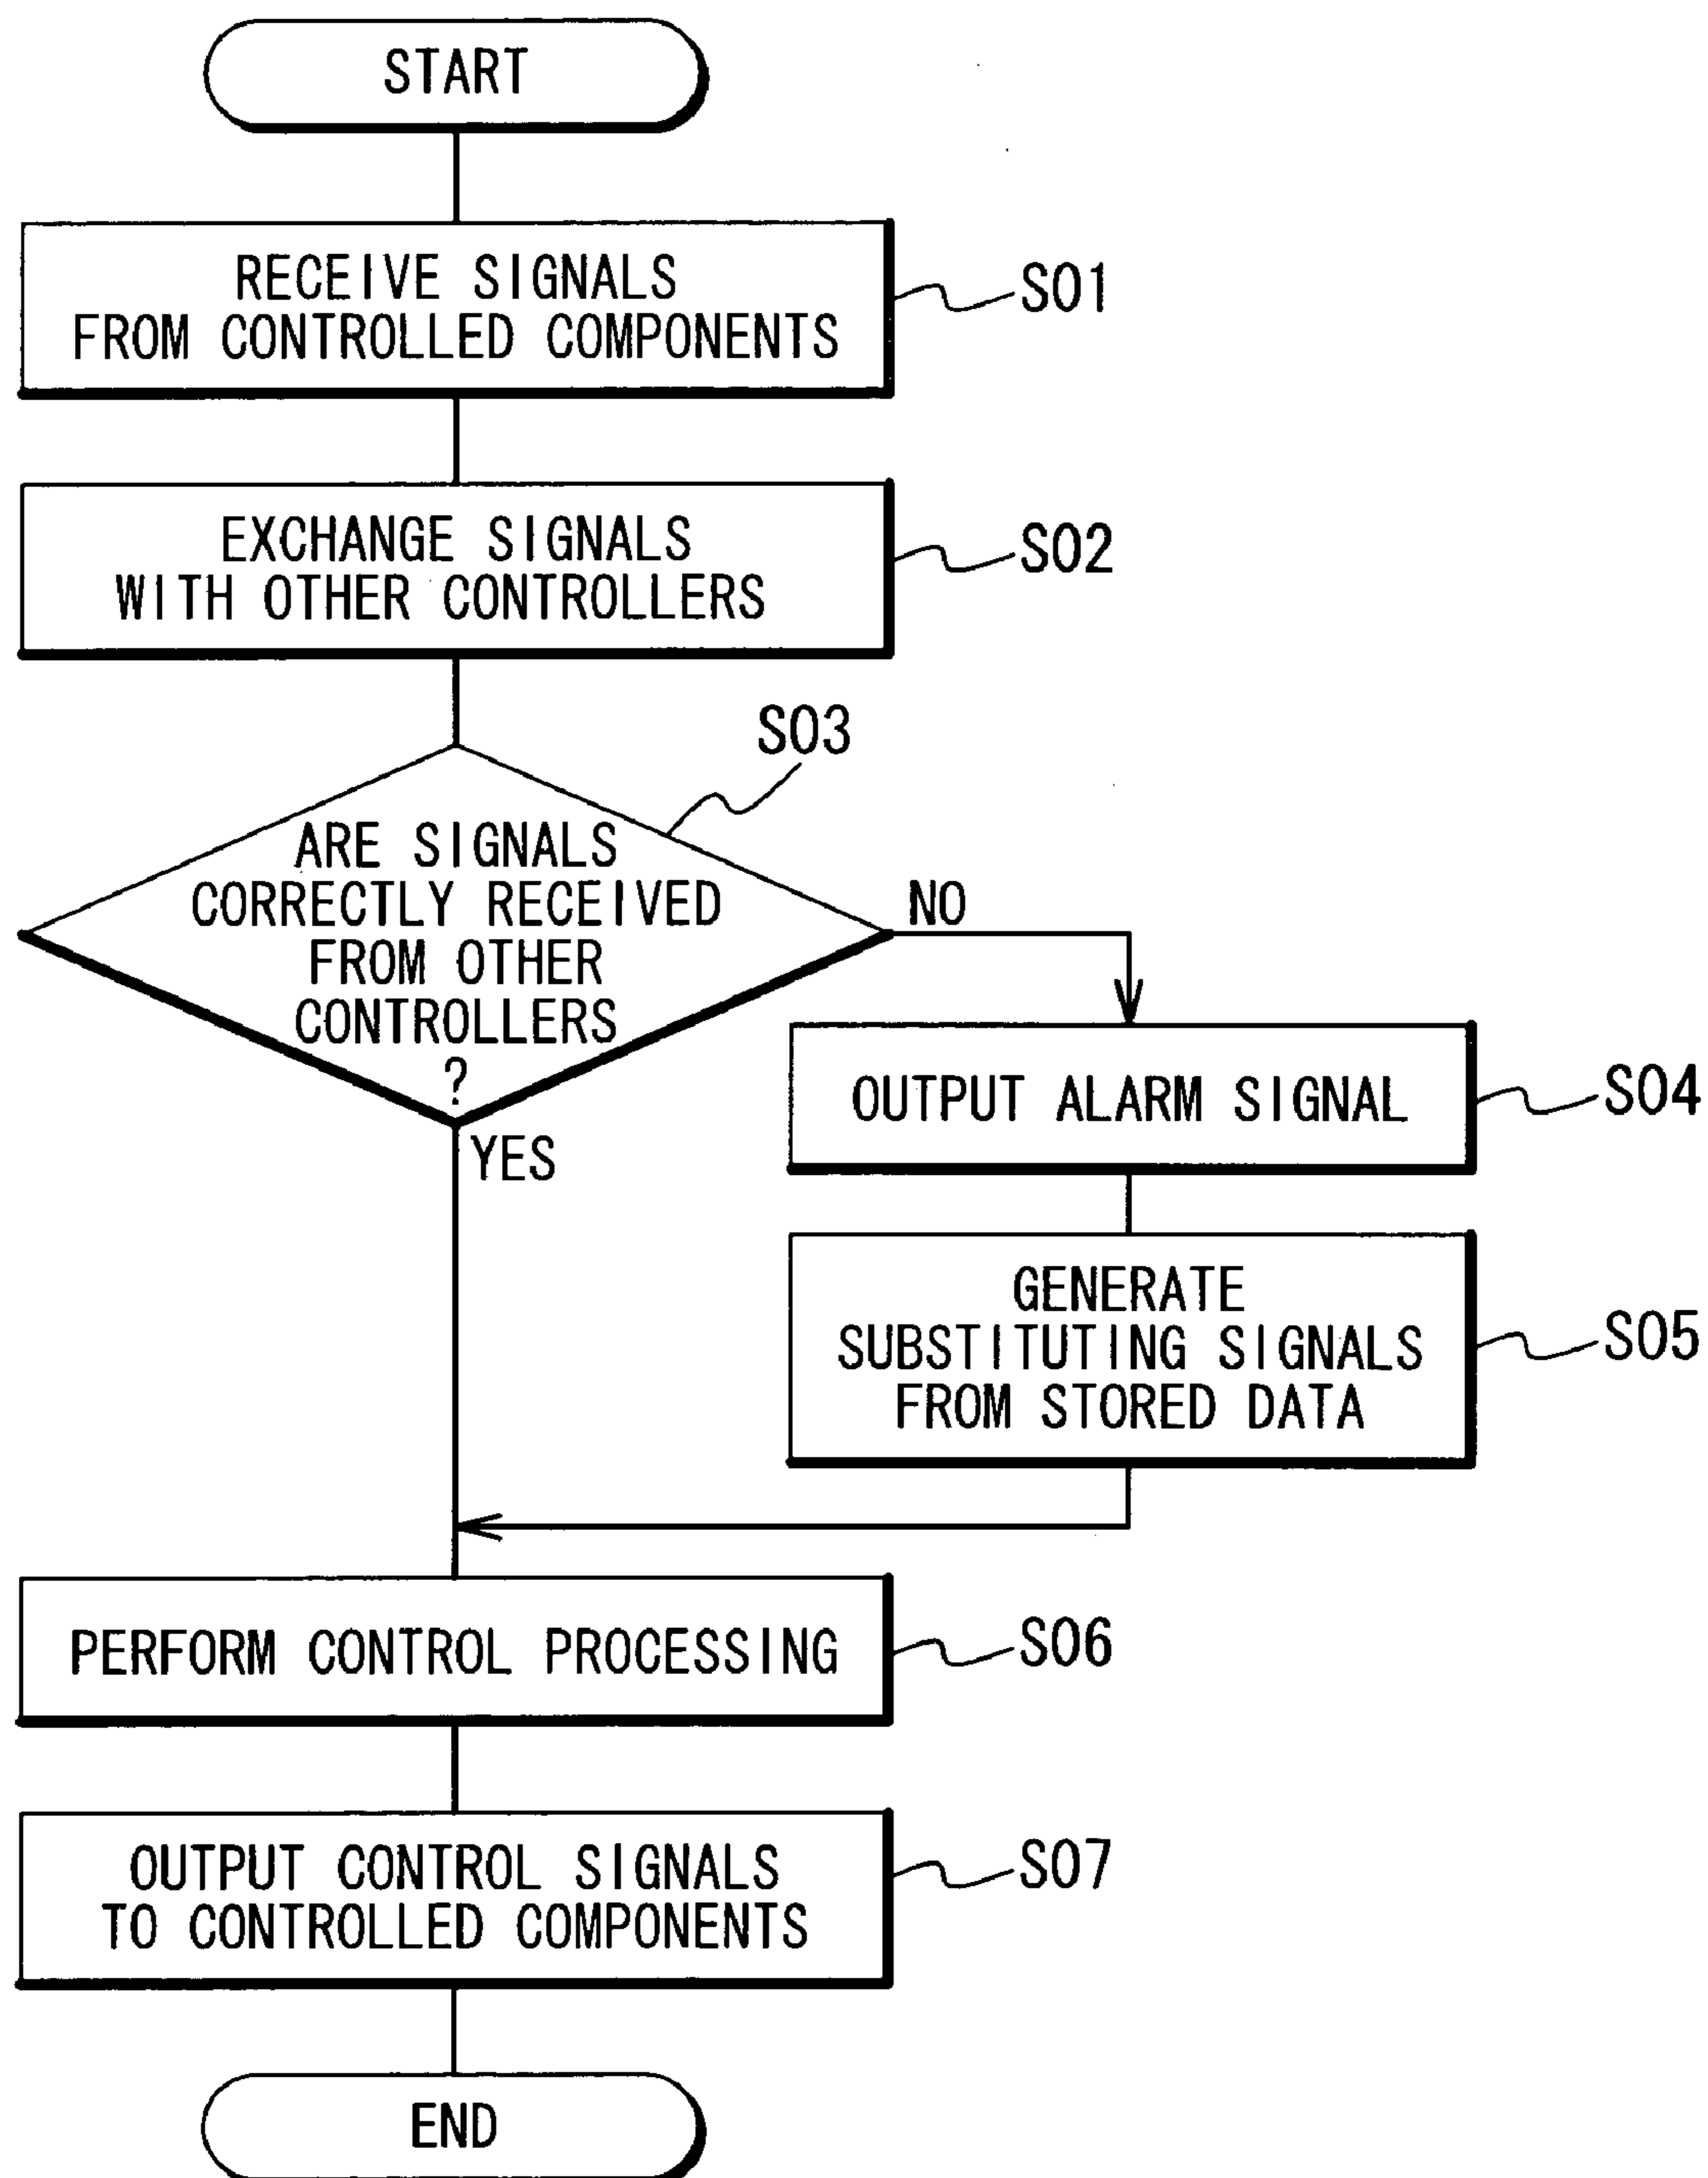 START
RECEIVE SIGNALS
FROM CONTROLLED COMPONENTS
S01
EXCHANGE SIGNALS
WITH OTHER CONTROLLERS
S02
S03
ARE SIGNALS
CORRECTLY RECEIVED
FROM OTHER
CONTROLLERS
?
NO
YES
OUTPUT ALARM SIGNAL
S04
GENERATE
SUBSTITUTING SIGNALS
FROM STORED DATA
S05
PERFORM CONTROL PROCESSING
S06
OUTPUT CONTROL SIGNALS
TO CONTROLLED COMPONENTS
S07
END